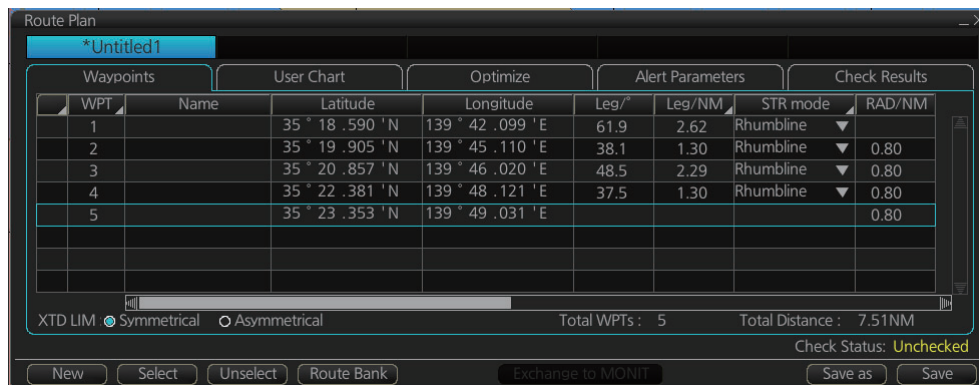 Route Plan
*Untitled1
Waypoints User Chart Optimize Alert Parameters Check Results
WPT Name Latitude Longitude Leg/° Leg/NM STR mode RAD/NM
1 35 ° 18 .590 'N 139 ° 42 .099 'E 61.9 2.62 Rhumbline
2 35 ° 19 .905 'N 139 ° 45 .110 'E 38.1 1.30 Rhumbline 0.80
3 35 ° 20 .857 'N 139 ° 46 .020 'E 48.5 2.29 Rhumbline 0.80
4 35 ° 22 .381 'N 139 ° 48 .121 'E 37.5 1.30 Rhumbline 0.80
5 35 ° 23 .353 'N 139 ° 49 .031 'E 0.80
XTD LIM : Symmetrical Asymmetrical Total WPTs : 5 Total Distance : 7.51NM
Check Status: Unchecked
New Select Unselect Route Bank Exchange to MONIT Save as Save